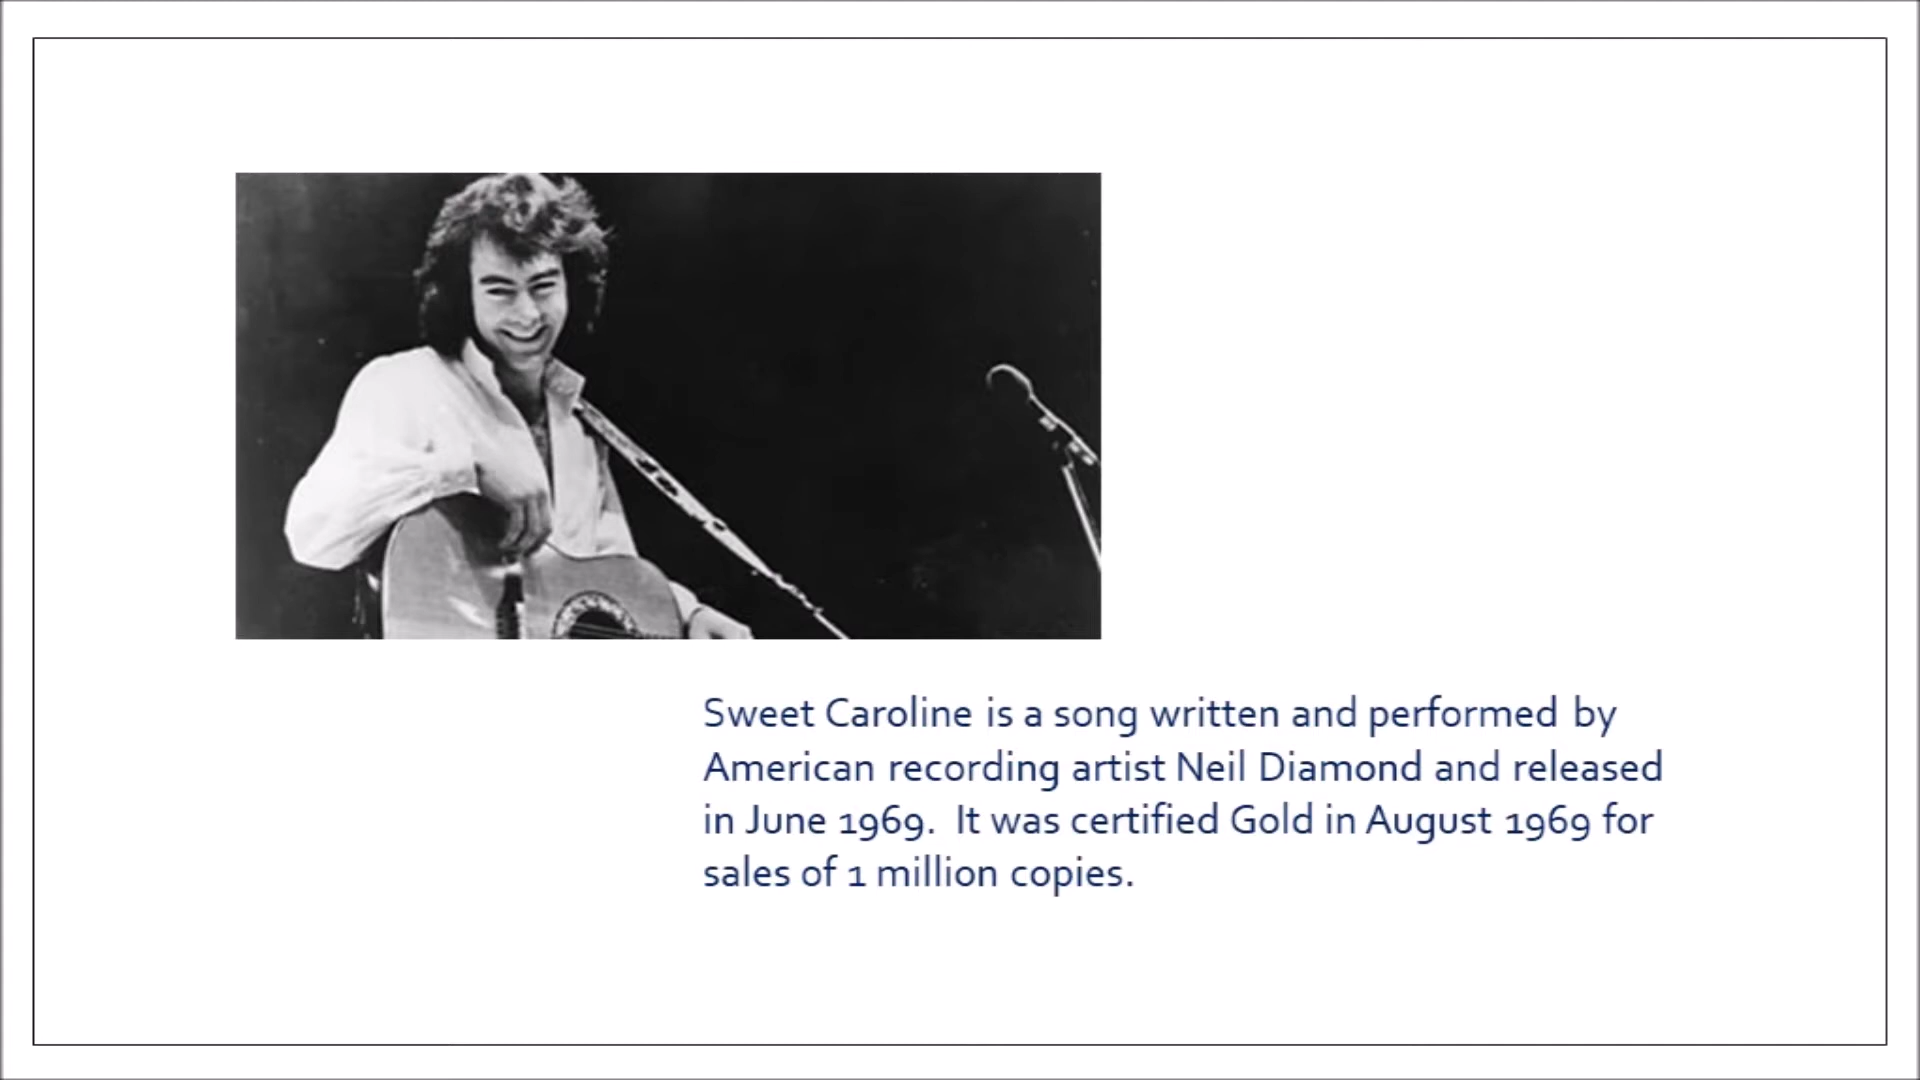 Sweet Caroline is a song written and performed by
American recording artist Neil Diamond and released
in June 1969.  It was certified Gold in August 1969 for
sales of 1 million copies.